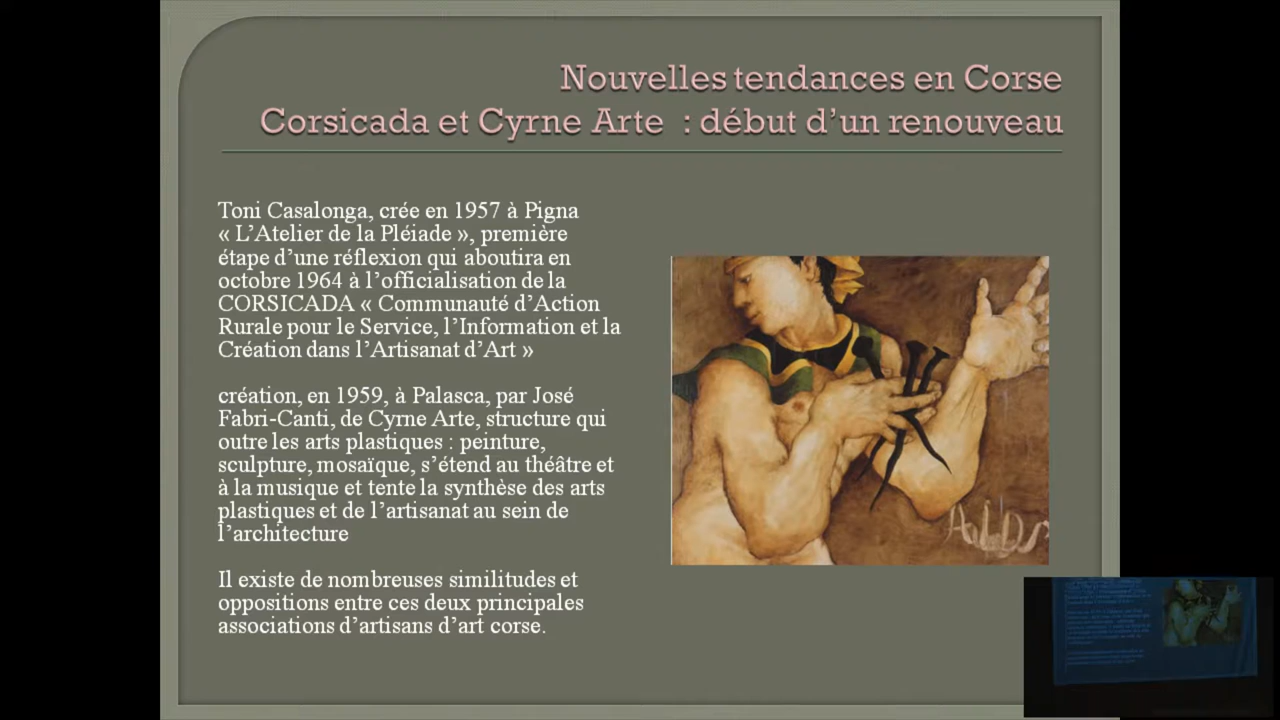 Nouvelles tendances en Corse
Corsicada et Cyrne Arte : début d’un renouveau
Toni Casalonga, crée en 1957 à Pigna
« L’Atelier de la Pléiade », première
étape d’une réflexion qui aboutira en
octobre 1964 à l’officialisation de la
CORSICADA « Communauté d’Action
Rurale pour le Service, l’Information et la
Création dans l’Artisanat d’Art »
création, en 1959, à Palasca, par José
Fabri-Canti, de Cyrne Arte, structure qui
outre les arts plastiques : peinture,
sculpture, mosaïque, s’étend au théâtre et
à la musique et tente la synthèse des arts
plastiques et de l’artisanat au sein de
l’architecture
Il existe de nombreuses similitudes et
oppositions entre ces deux principales
associations d’artisans d’art corse.